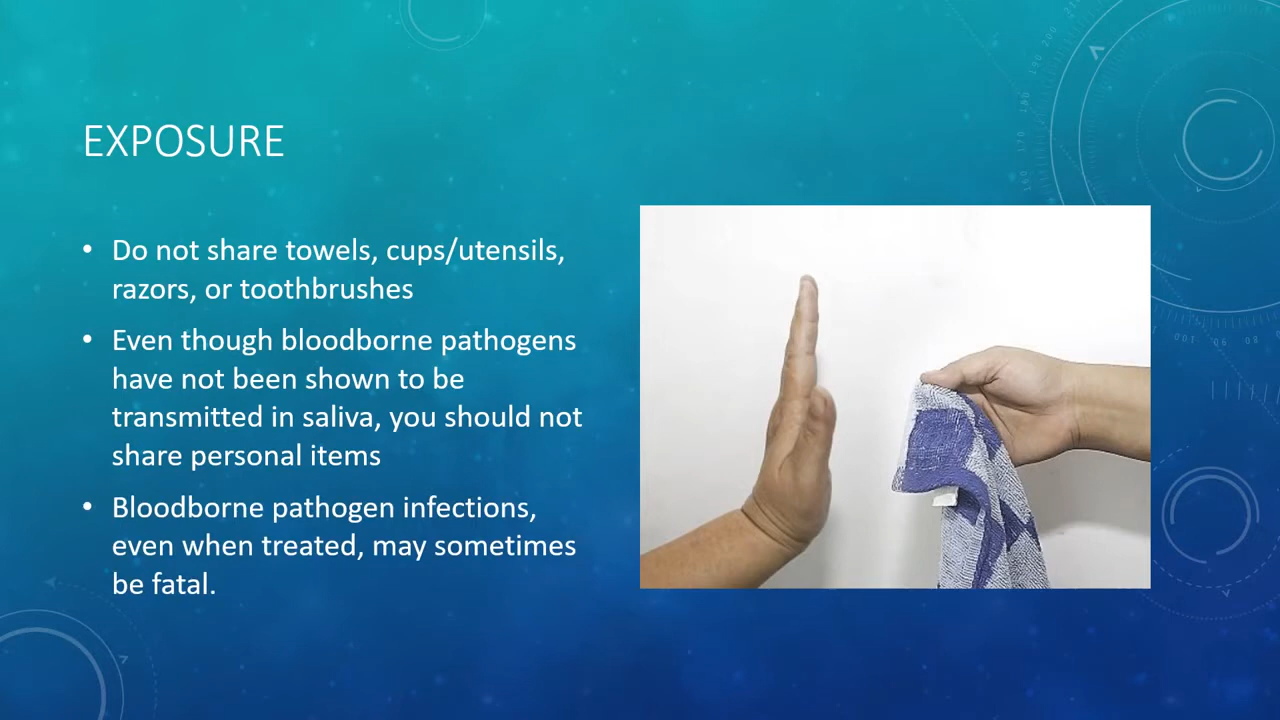 EXPOSURE
• Do not share towels, cups/utensils,
razors, or toothbrushes
• Even though bloodborne pathogens
have not been shown to be
transmitted in saliva, you should not
share personal items
• Bloodborne pathogen infections,
even when treated, may sometimes
be fatal.